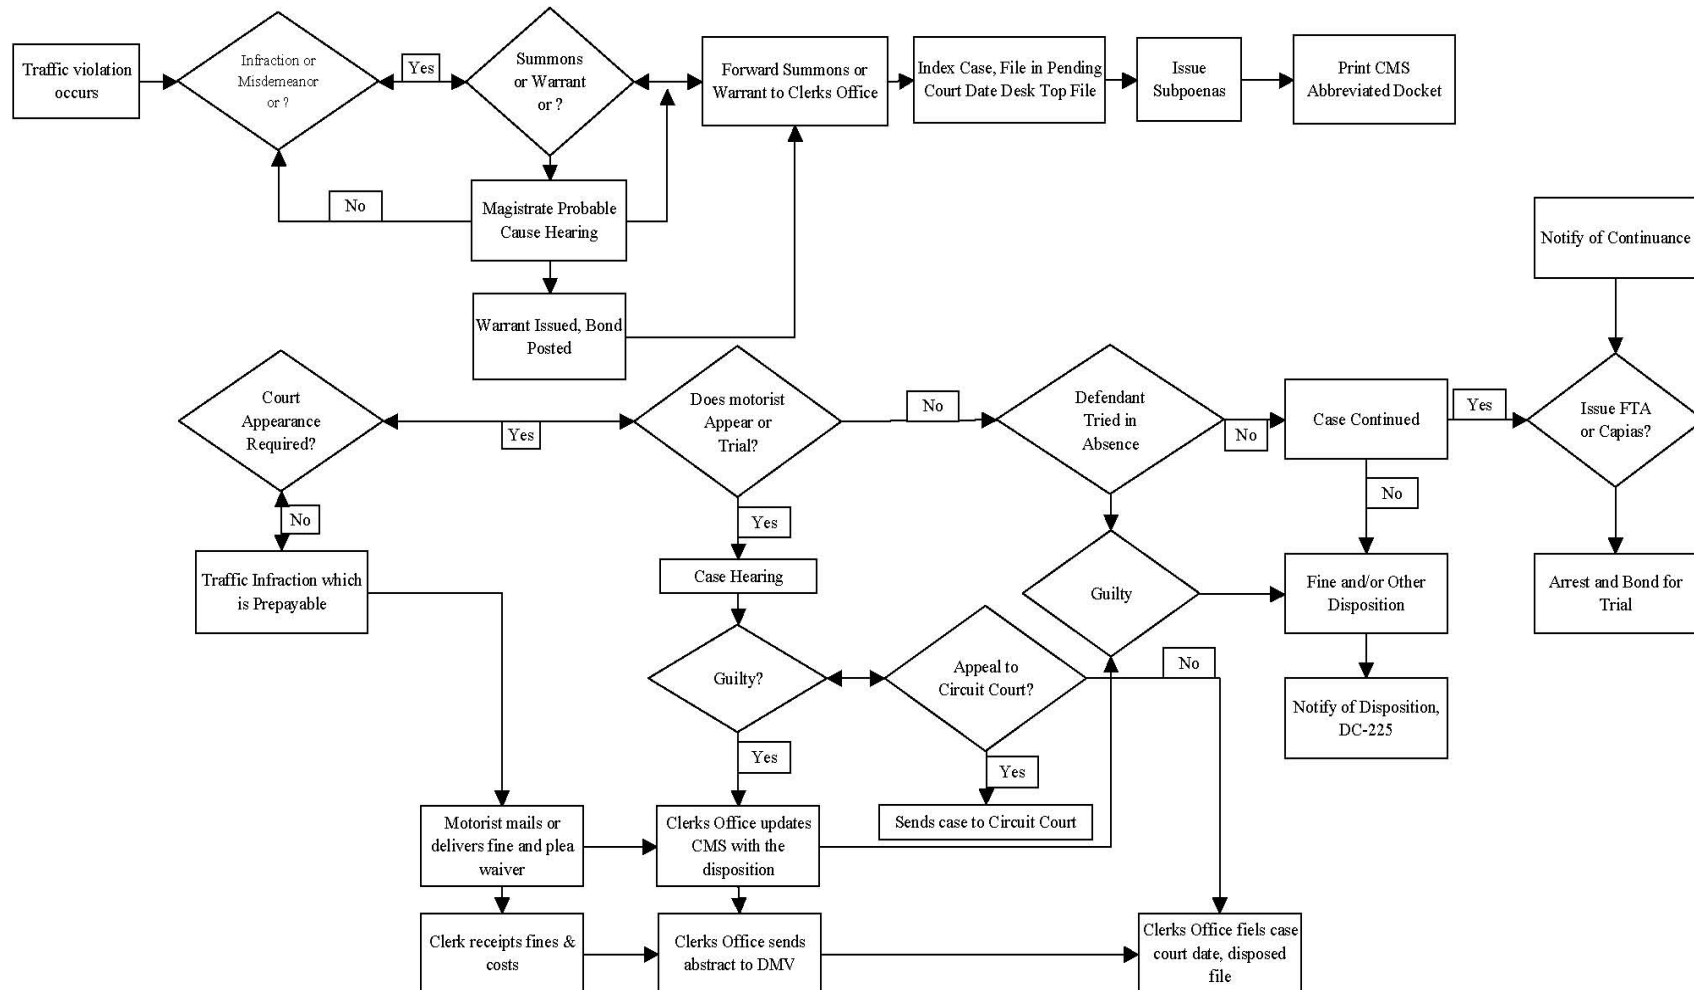 Traffic violation
occurs
Infraction or
Misdemeanor
or ?
Yes
Summons
or Warrant
or ?
Forward Summons or
Warrant to Clerks Office
Index Case, File in Pending
Court Date Desk Top File
Issue
Subpoenas
Print CMS
Abbreviated Docket
No
Magistrate Probable
Cause Hearing
Notify of Continuance
Warrant Issued, Bond
Posted
Court
Appearance
Required?
Yes
Does motorist
Appear or
Trial?
No
Defendant
Tried in
Absence
No
Case Continued
Yes
Issue FTA
or Capias?
No
Yes
No
Traffic Infraction which
is Prepayable
Case Hearing
Guilty
Fine and/or Other
Disposition
Arrest and Bond for
Trial
Guilty?
Appeal to
Circuit Court?
No
Notify of Disposition,
DC-225
Yes
Yes
Motorist mails or
delivers fine and plea
waiver
Clerks Office updates
CMS with the
disposition
Sends case to Circuit Court
Clerk receipts fines &
costs
Clerks Office sends
abstract to DMV
Clerks Office fiels case
court date, disposed
file